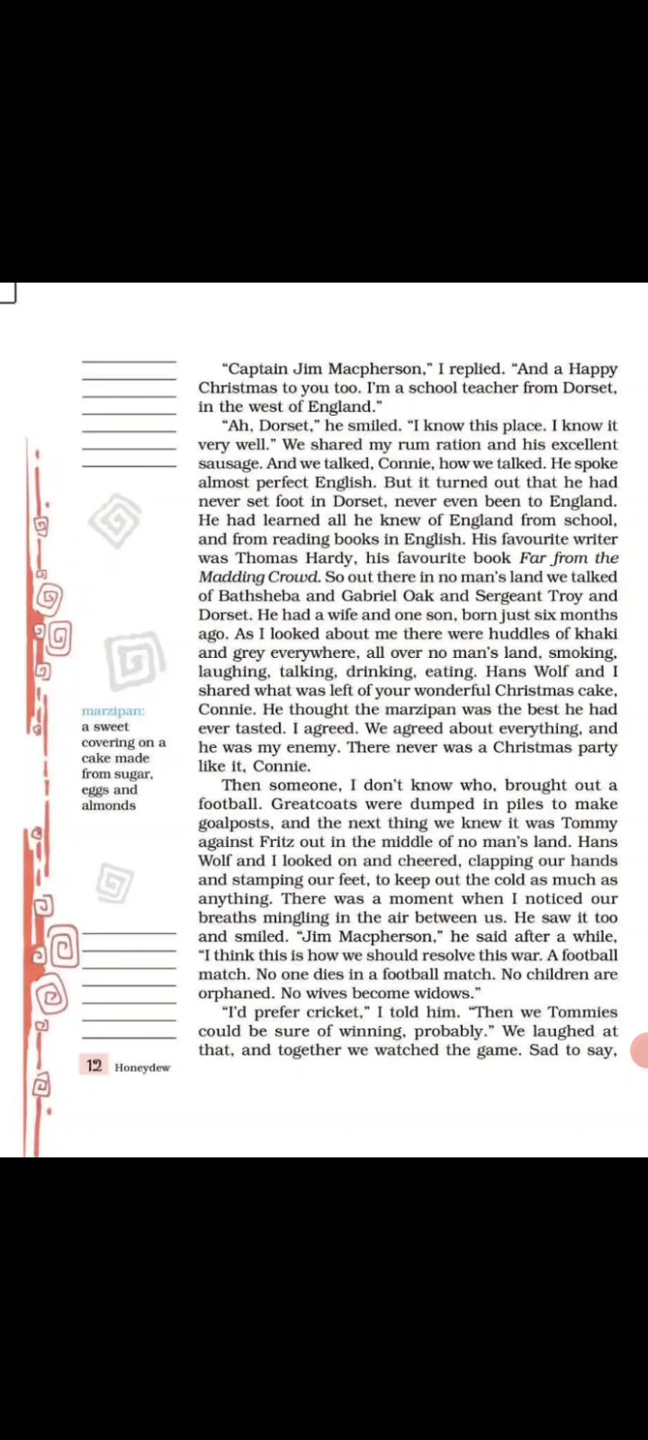 "Captain Jim Macpherson," I replied. "And a Happy
Christmas to you too. I'm a school teacher from Dorset,
in the west of England."
"Ah, Dorset," he smiled. "I know this place. I know it
very well." We shared my rum ration and his excellent
sausage. And we talked, Connie, how we talked. He spoke
almost perfect English. But it turned out that he had
never set foot in Dorset, never even been to England.
He had learned all he knew of England from school,
and from reading books in English. His favourite writer
was Thomas Hardy, his favourite book Far from the
Madding Crowd. So out there in no man's land we talked
of Bathsheba and Gabriel Oak and Sergeant Troy and
Dorset. He had a wife and one son, born just six months
ago. As I looked about me there were huddles of khaki
and grey everywhere, all over no man's land, smoking,
laughing, talking, drinking, eating. Hans Wolf and I
shared what was left of your wonderful Christmas cake,
Connie. He thought the marzipan was the best he had
ever tasted. I agreed. We agreed about everything, and
he was my enemy. There never was a Christmas party
like it, Connie.
marzipan:
a sweet
covering on a
cake made
from sugar,
eggs and
almonds
Then someone, I don't know who, brought out a
football. Greatcoats were dumped in piles to make
goalposts, and the next thing we knew it was Tommy
against Fritz out in the middle of no man's land. Hans
Wolf and I looked on and cheered, clapping our hands
and stamping our feet, to keep out the cold as much as
anything. There was a moment when I noticed our
breaths mingling in the air between us. He saw it too
and smiled. "Jim Macpherson," he said after a while,
"I think this is how we should resolve this war. A football
match. No one dies in a football match. No children are
orphaned. No wives become widows."
"I'd prefer cricket," I told him. "Then we Tommies
could be sure of winning, probably." We laughed at
that, and together we watched the game. Sad to say,
12 Honeydew